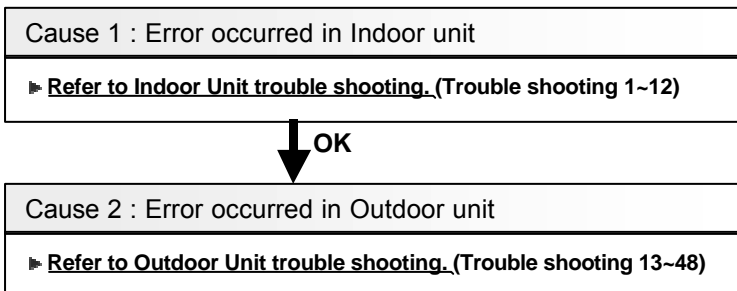 Cause 1 : Error occurred in Indoor unit
Refer to Indoor Unit trouble shooting. (Trouble shooting 1~12)
OK
Cause 2 : Error occurred in Outdoor unit
Refer to Outdoor Unit trouble shooting. (Trouble shooting 13~48)